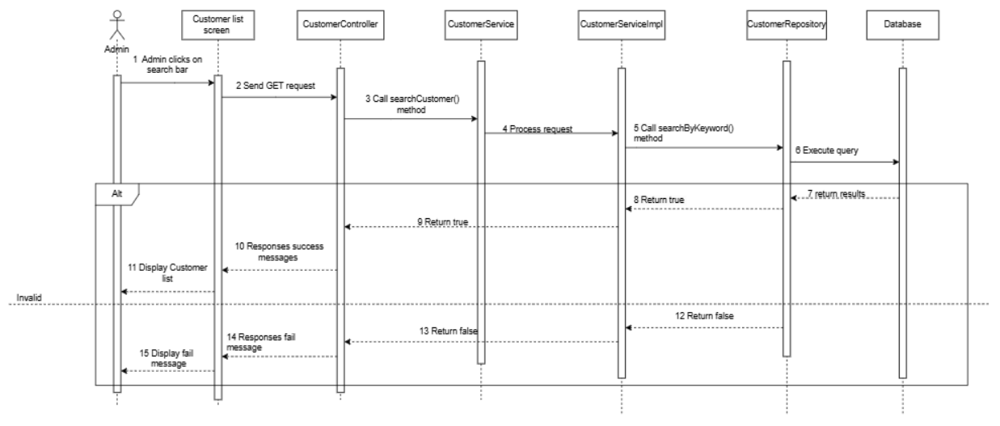 Customer list
screen
CustomerController
CustomerService
CustomerServiceImpl
CustomerRepository
Database
Admin
1 Admin clicks on
search bar
2 Send GET request
3 Call searchCustomer()
method
4 Process request
5 Call searchByKeyword()
method
6 Execute query
Alt
7 return results
8 Return true
9 Return true
10 Responses success
messages
11 Display Customer
list
Invalid
12 Return false
13 Return false
14 Responses fail
message
15 Display fail
message